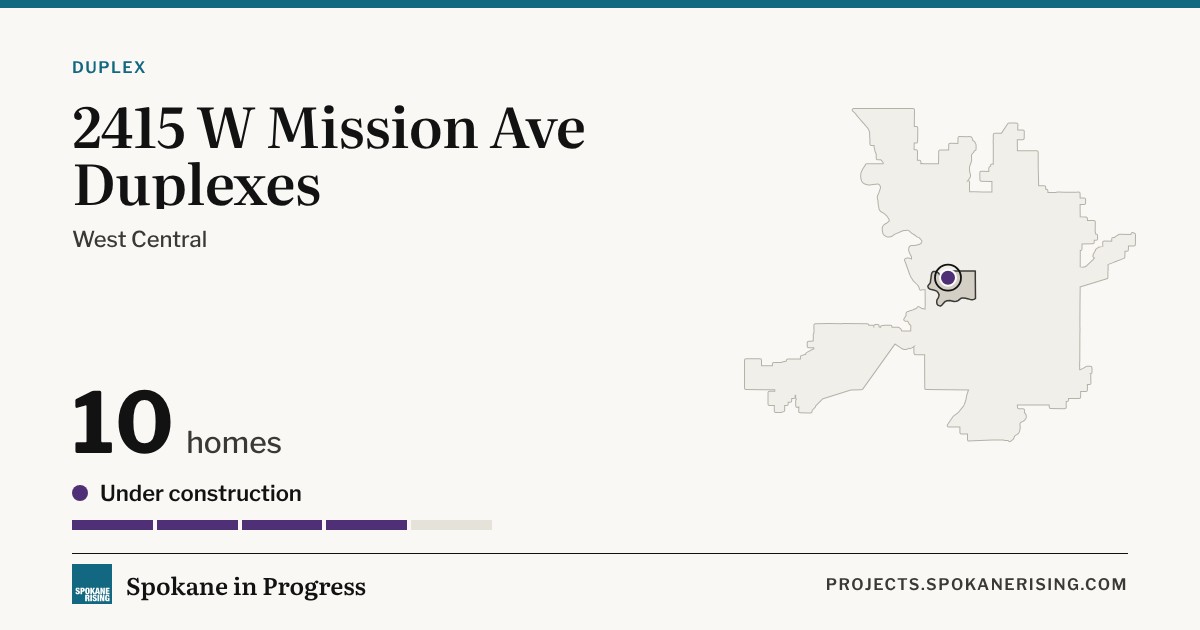 DUPLEX
2415 W Mission Ave
Duplexes
West Central
10 homes
Under construction
SPOKANE
RISING
Spokane in Progress
PROJECTS.SPOKANERISING.COM